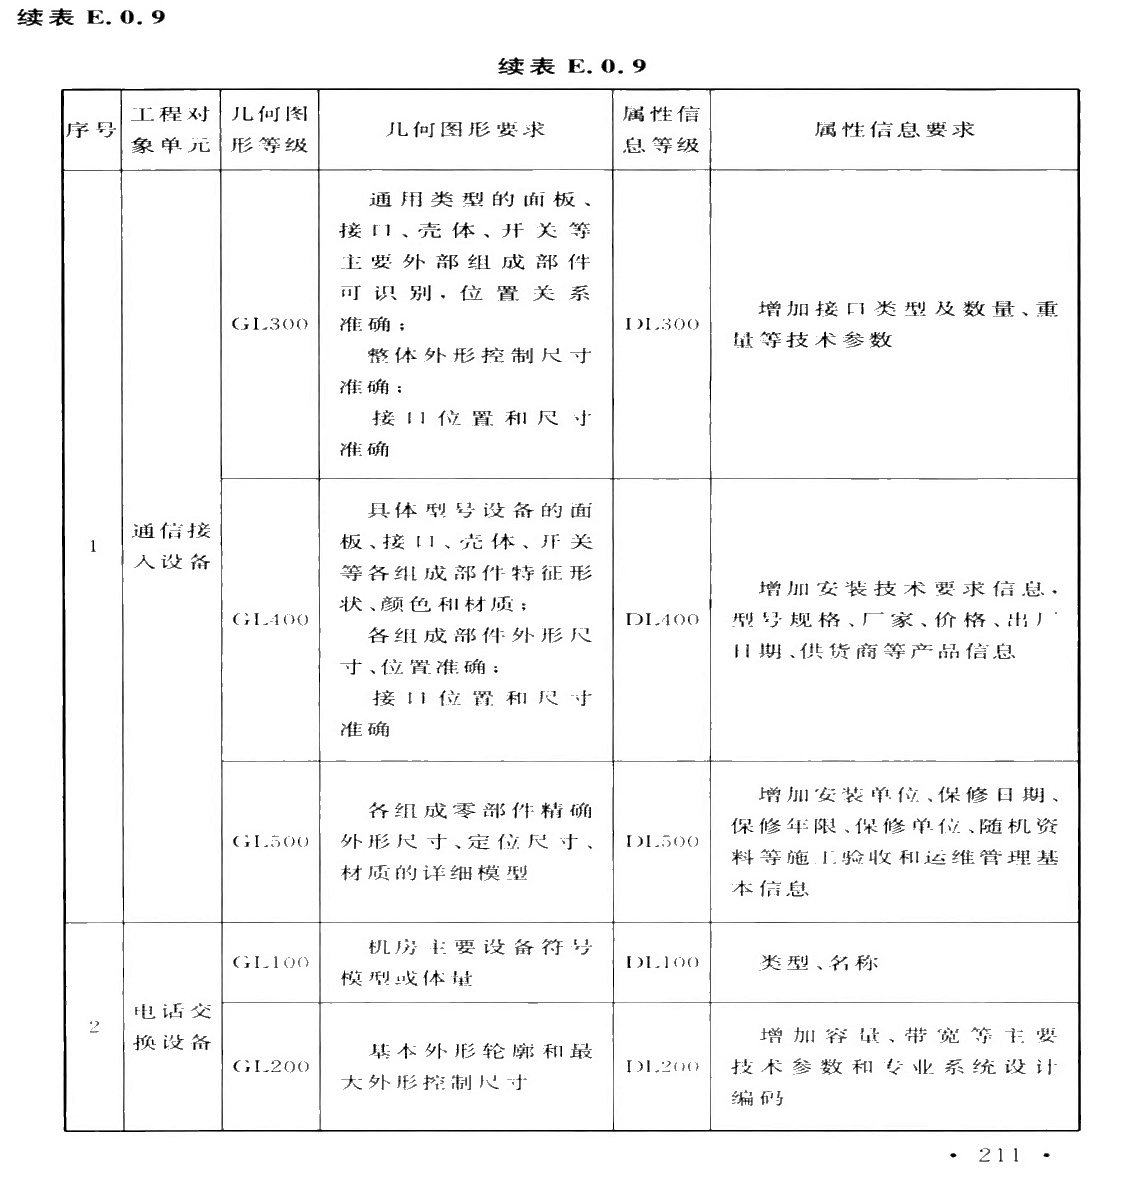 续表 E.0.9
续表 E.0.9
序号
工程对
象单元
几何图
形等级
几何图形要求
属性信
息等级
属性信息要求
1
通信接
入设备
GL300
通用类型的面板、
接口、壳体、开关等
主要外部组成部件
可识别,位置关系
准确;
整体外形控制尺寸
准确;
接口位置和尺寸
准确
DL300
增加接口类型及数量、重
量等技术参数
GL400
具体型号设备的面
板、接口、壳体、开关
等各组成部件特征形
状、颜色和材质;
各组成部件外形尺
寸、位置准确;
接口位置和尺寸
准确
DL400
增加安装技术要求信息,
型号规格、厂家、价格、出厂
日期、供货商等产品信息
GL500
各组成零部件精确
外形尺寸、定位尺寸、
材质的详细模型
DL500
增加安装单位、保修日期、
保修年限、保修单位、随机资
料等施工验收和运维管理基
本信息
2
电话交
换设备
GL100
机房主要设备符号
模型或体量
DL100
类型、名称
GL200
基本外形轮廓和最
大外形控制尺寸
DL200
增加容量、带宽等主要
技术参数和专业系统设计
编码
· 211 ·